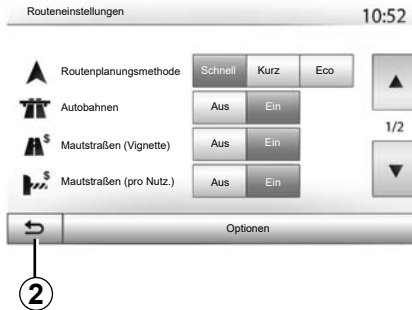 Routeneinstellungen 10:52
Routenplanungsmethode Schnell Kurz Eco
Autobahnen Aus Ein
1/2
Mautstraßen (Vignette) Aus Ein
Mautstraßen (pro Nutz.) Aus Ein
Optionen
2